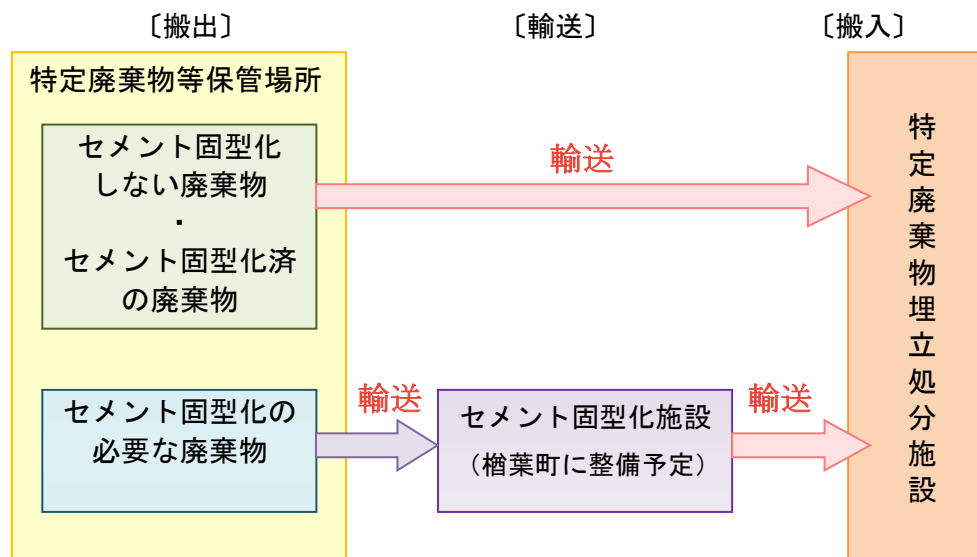 〔搬出〕
〔輸送〕
〔搬入〕
特定廃棄物等保管場所
セメント固型化
しない廃棄物
・
セメント固型化済
の廃棄物
輸送
セメント固型化の
必要な廃棄物
輸送
セメント固型化施設
（楢葉町に整備予定）
輸送
特定廃棄物埋立処分施設